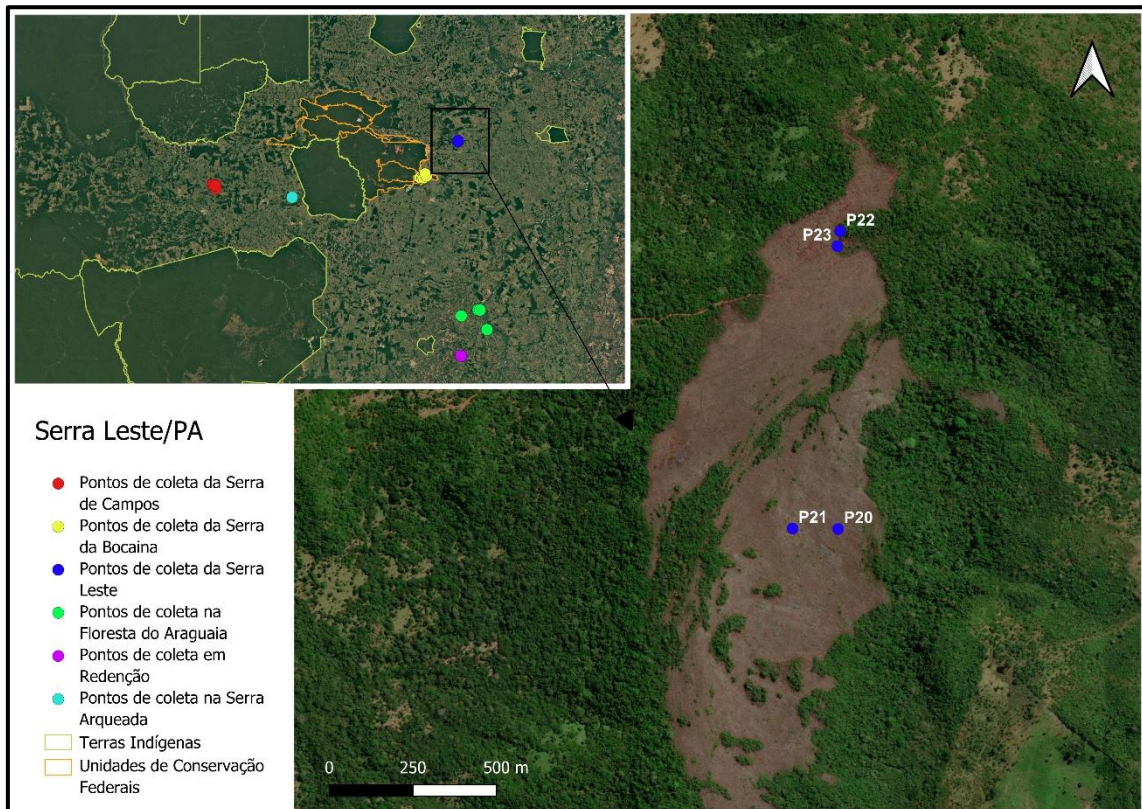 P22
P23
P21
P20
Serra Leste/PA
Pontos de coleta da Serra
de Campos
Pontos de coleta da Serra
da Bocaina
Pontos de coleta da Serra
Leste
Pontos de coleta na
Floresta do Araguaia
Pontos de coleta em
Redenção
Pontos de coleta na Serra
Arqueada
Terras Indígenas
Unidades de Conservação
Federais
0 250 500 m